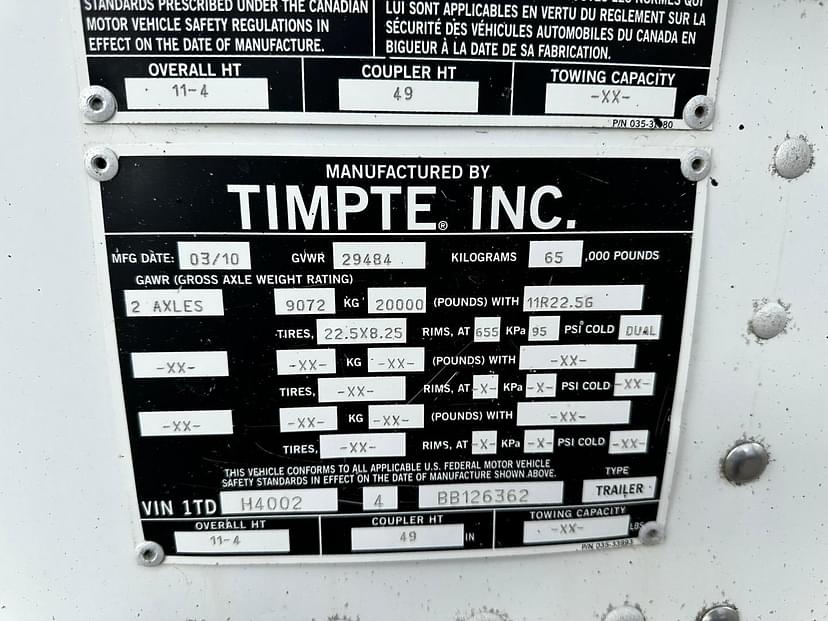 STANDARDS PRESCRIBED UNDER THE CANADIAN
MOTOR VEHICLE SAFETY REGULATIONS IN
EFFECT ON THE DATE OF MANUFACTURE.
LUI SONT APPLICABLES EN VERTU DU REGLEMENT SUR LA
SÉCURITÉ DES VÉHICULES AUTOMOBILES DU CANADA EN
BIGUEUR À LA DATE DE SA FABRICATION.
OVERALL HT COUPLER HT TOWING CAPACITY
11-4 49 -XX-
P/N
MANUFACTURED BY
TIMPTE® INC.
MFG DATE: 03/10 GVWR 29484 KILOGRAMS 65 ,000 POUNDS
GAWR (GROSS AXLE WEIGHT RATING)
2 AXLES 9072 KG 20000 (POUNDS) WITH 11R22.5G
TIRES, 22.5X8.25 RIMS, AT 655 KPa 95 PSI COLD DUAL
-XX- -XX- KG -XX- (POUNDS) WITH -XX-
TIRES, -XX- RIMS, AT -X- KPa -X- PSI COLD -XX-
-XX- -XX- KG -XX- (POUNDS) WITH -XX-
TIRES, -XX- RIMS, AT -X- KPa -X- PSI COLD -XX-
THIS VEHICLE CONFORMS TO ALL APPLICABLE U.S. FEDERAL MOTOR VEHICLE
SAFETY STANDARDS IN EFFECT ON THE DATE OF MANUFACTURE SHOWN ABOVE.
TYPE
VIN 1TD H4002 4 BB126362 TRAILER
OVERALL HT COUPLER HT TOWING CAPACITY
11-4 49 IN -XX- LBS
P/N 035-33993